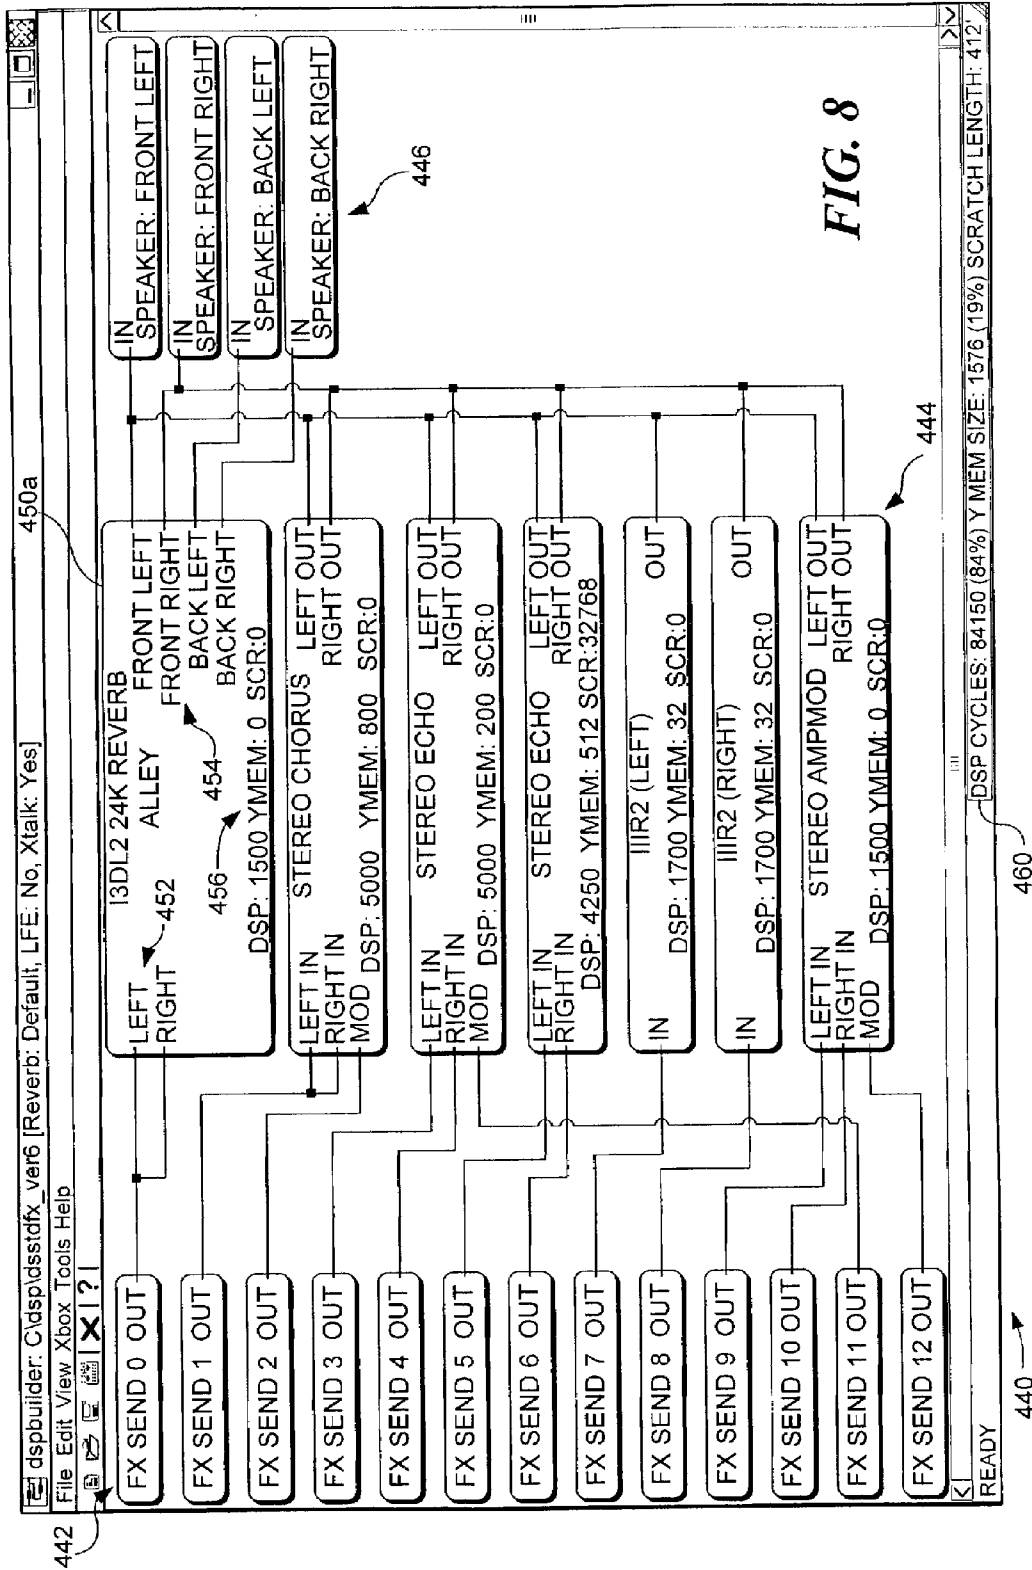 dspbuilder: C\dsp\dsstdfx_ver6 [Reverb: Default, LFE: No, Xtalk: Yes]
File Edit View Xbox Tools Help
X ?
442
450a
FX SEND 0 OUT
FX SEND 1 OUT
FX SEND 2 OUT
FX SEND 3 OUT
FX SEND 4 OUT
FX SEND 5 OUT
FX SEND 6 OUT
FX SEND 7 OUT
FX SEND 8 OUT
FX SEND 9 OUT
FX SEND 10 OUT
FX SEND 11 OUT
FX SEND 12 OUT
I3DL2 24K REVERB
LEFT ALLEY FRONT LEFT
RIGHT FRONT RIGHT
BACK LEFT
BACK RIGHT
DSP: 1500 YMEM: 0 SCR:0
452
454
456
STEREO CHORUS
LEFT IN LEFT OUT
RIGHT IN RIGHT OUT
MOD
DSP: 5000 YMEM: 800 SCR:0
STEREO ECHO
LEFT IN LEFT OUT
RIGHT IN RIGHT OUT
MOD
DSP: 5000 YMEM: 200 SCR:0
STEREO ECHO
LEFT IN LEFT OUT
RIGHT IN RIGHT OUT
DSP: 4250 YMEM: 512 SCR:32768
IIIR2 (LEFT)
IN OUT
DSP: 1700 YMEM: 32 SCR:0
IIIR2 (RIGHT)
IN OUT
DSP: 1700 YMEM: 32 SCR:0
STEREO AMPMOD
LEFT IN LEFT OUT
RIGHT IN RIGHT OUT
MOD
DSP: 1500 YMEM: 0 SCR:0
444
IN
SPEAKER: FRONT LEFT
IN
SPEAKER: FRONT RIGHT
IN
SPEAKER: BACK LEFT
IN
SPEAKER: BACK RIGHT
446
FIG. 8
READY
DSP CYCLES: 84150 (84%) Y MEM SIZE: 1576 (19%) SCRATCH LENGTH: 412'
440
460